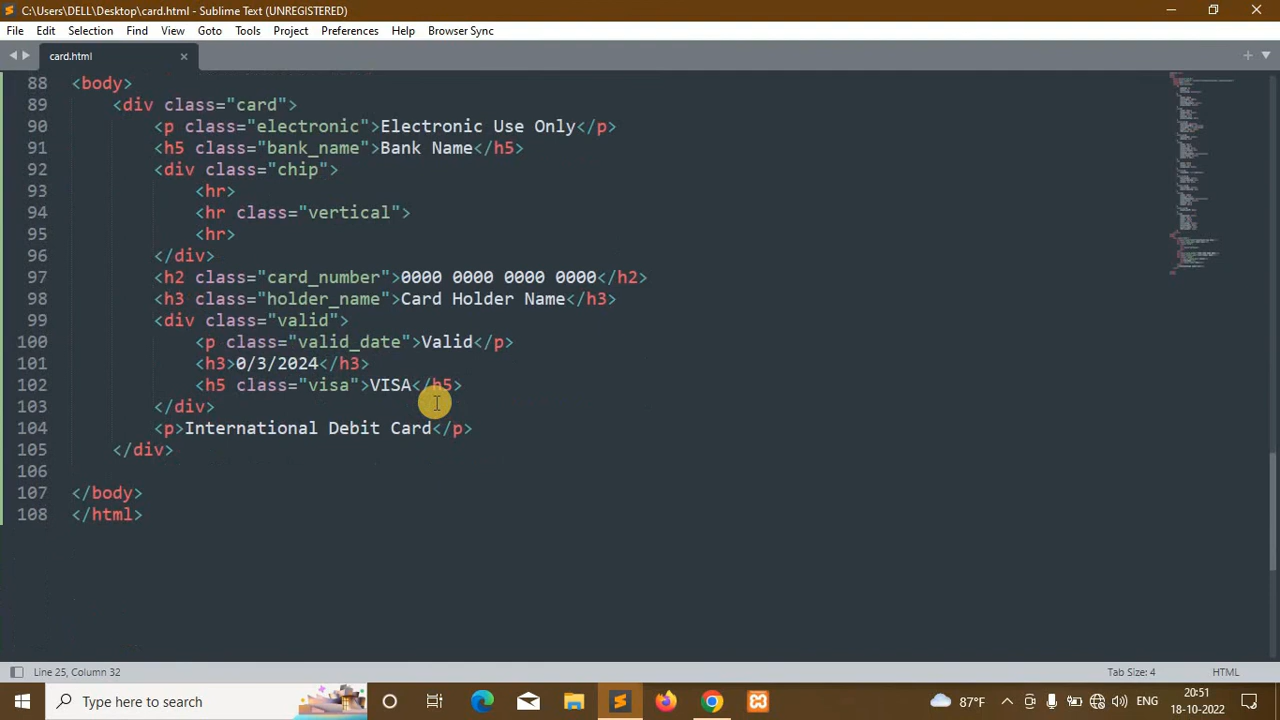 C:\Users\DELL\Desktop\card.html - Sublime Text (UNREGISTERED)
File Edit Selection Find View Goto Tools Project Preferences Help Browser Sync
card.html
88 <body>
89 <div class="card">
90 <p class="electronic">Electronic Use Only</p>
91 <h5 class="bank_name">Bank Name</h5>
92 <div class="chip">
93 <hr>
94 <hr class="vertical">
95 <hr>
96 </div>
97 <h2 class="card_number">0000 0000 0000 0000</h2>
98 <h3 class="holder_name">Card Holder Name</h3>
99 <div class="valid">
100 <p class="valid_date">Valid</p>
101 <h3>0/3/2024</h3>
102 <h5 class="visa">VISA</h5>
103 </div>
104 <p>International Debit Card</p>
105 </div>
106
107 </body>
108 </html>
Line 25, Column 32 Tab Size: 4 HTML
Type here to search 87°F ENG 20:51
18-10-2022